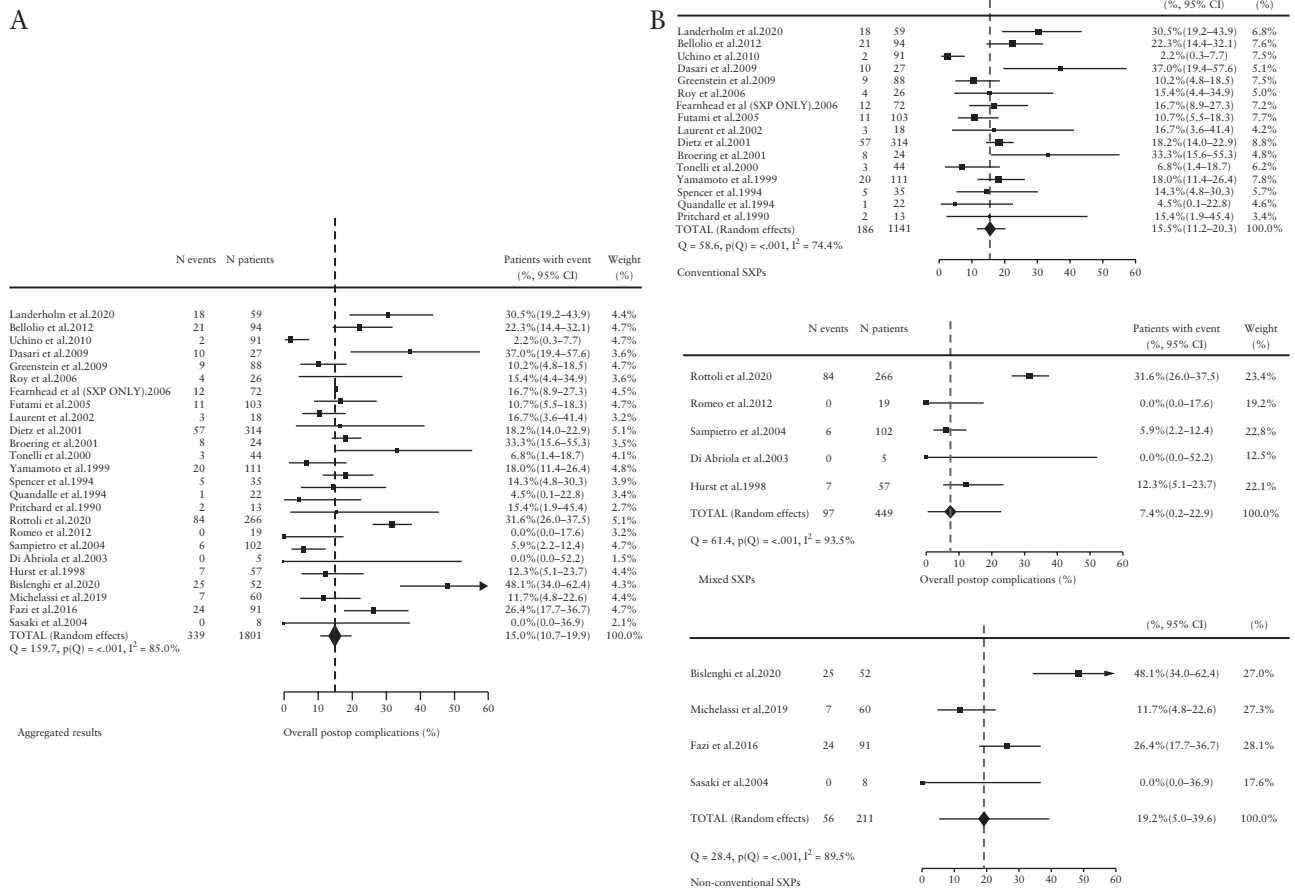 A
N events N patients Patients with event Weight
(%, 95% CI) (%)
Landerholm et al.2020 18 59 30.5%(19.2–43.9) 4.4%
Bellolio et al.2012 21 94 22.3%(14.4–32.1) 4.7%
Uchino et al.2010 2 91 2.2%(0.3–7.7) 4.7%
Dasari et al.2009 10 27 37.0%(19.4–57.6) 3.6%
Greenstein et al.2009 9 88 10.2%(4.8–18.5) 4.7%
Roy et al.2006 4 26 15.4%(4.4–34.9) 3.6%
Fearnhead et al (SXP ONLY).2006 12 72 16.7%(8.9–27.3) 4.5%
Futami et al.2005 11 103 10.7%(5.5–18.3) 4.7%
Laurent et al.2002 3 18 16.7%(3.6–41.4) 3.2%
Dietz et al.2001 57 314 18.2%(14.0–22.9) 5.1%
Broering et al.2001 8 24 33.3%(15.6–55.3) 3.5%
Tonelli et al.2000 3 44 6.8%(1.4–18.7) 4.1%
Yamamoto et al.1999 20 111 18.0%(11.4–26.4) 4.8%
Spencer et al.1994 5 35 14.3%(4.8–30.3) 3.9%
Quandalle et al.1994 1 22 4.5%(0.1–22.8) 3.4%
Pritchard et al.1990 2 13 15.4%(1.9–45.4) 2.7%
Rottoli et al.2020 84 266 31.6%(26.0–37.5) 5.1%
Romeo et al.2012 0 19 0.0%(0.0–17.6) 3.2%
Sampietro et al.2004 6 102 5.9%(2.2–12.4) 4.7%
Di Abriola et al.2003 0 5 0.0%(0.0–52.2) 1.5%
Hurst et al.1998 7 57 12.3%(5.1–23.7) 4.4%
Bislenghi et al.2020 25 52 48.1%(34.0–62.4) 4.3%
Michelassi et al.2019 7 60 11.7%(4.8–22.6) 4.4%
Fazi et al.2016 24 91 26.4%(17.7–36.7) 4.7%
Sasaki et al.2004 0 8 0.0%(0.0–36.9) 2.1%
TOTAL (Random effects) 339 1801 15.0%(10.7–19.9) 100.0%
Q = 159.7, p(Q) = <.001, I² = 85.0%
0 10 20 30 40 50 60
Aggregated results Overall postop complications (%)
B
(%, 95% CI) (%)
Landerholm et al.2020 18 59 30.5%(19.2–43.9) 6.8%
Bellolio et al.2012 21 94 22.3%(14.4–32.1) 7.6%
Uchino et al.2010 2 91 2.2%(0.3–7.7) 7.5%
Dasari et al.2009 10 27 37.0%(19.4–57.6) 5.1%
Greenstein et al.2009 9 88 10.2%(4.8–18.5) 7.5%
Roy et al.2006 4 26 15.4%(4.4–34.9) 5.0%
Fearnhead et al (SXP ONLY).2006 12 72 16.7%(8.9–27.3) 7.2%
Futami et al.2005 11 103 10.7%(5.5–18.3) 7.7%
Laurent et al.2002 3 18 16.7%(3.6–41.4) 4.2%
Dietz et al.2001 57 314 18.2%(14.0–22.9) 8.8%
Broering et al.2001 8 24 33.3%(15.6–55.3) 4.8%
Tonelli et al.2000 3 44 6.8%(1.4–18.7) 6.2%
Yamamoto et al.1999 20 111 18.0%(11.4–26.4) 7.8%
Spencer et al.1994 5 35 14.3%(4.8–30.3) 5.7%
Quandalle et al.1994 1 22 4.5%(0.1–22.8) 4.6%
Pritchard et al.1990 2 13 15.4%(1.9–45.4) 3.4%
TOTAL (Random effects) 186 1141 15.5%(11.2–20.3) 100.0%
Q = 58.6, p(Q) = <.001, I² = 74.4%
0 10 20 30 40 50 60
Conventional SXPs
N events N patients Patients with event Weight
(%, 95% CI) (%)
Rottoli et al.2020 84 266 31.6%(26.0–37.5) 23.4%
Romeo et al.2012 0 19 0.0%(0.0–17.6) 19.2%
Sampietro et al.2004 6 102 5.9%(2.2–12.4) 22.8%
Di Abriola et al.2003 0 5 0.0%(0.0–52.2) 12.5%
Hurst et al.1998 7 57 12.3%(5.1–23.7) 22.1%
TOTAL (Random effects) 97 449 7.4%(0.2–22.9) 100.0%
Q = 61.4, p(Q) = <.001, I² = 93.5%
0 10 20 30 40 50 60
Mixed SXPs Overall postop complications (%)
(%, 95% CI) (%)
Bislenghi et al.2020 25 52 48.1%(34.0–62.4) 27.0%
Michelassi et al.2019 7 60 11.7%(4.8–22.6) 27.3%
Fazi et al.2016 24 91 26.4%(17.7–36.7) 28.1%
Sasaki et al.2004 0 8 0.0%(0.0–36.9) 17.6%
TOTAL (Random effects) 56 211 19.2%(5.0–39.6) 100.0%
Q = 28.4, p(Q) = <.001, I² = 89.5%
0 10 20 30 40 50 60
Non-conventional SXPs